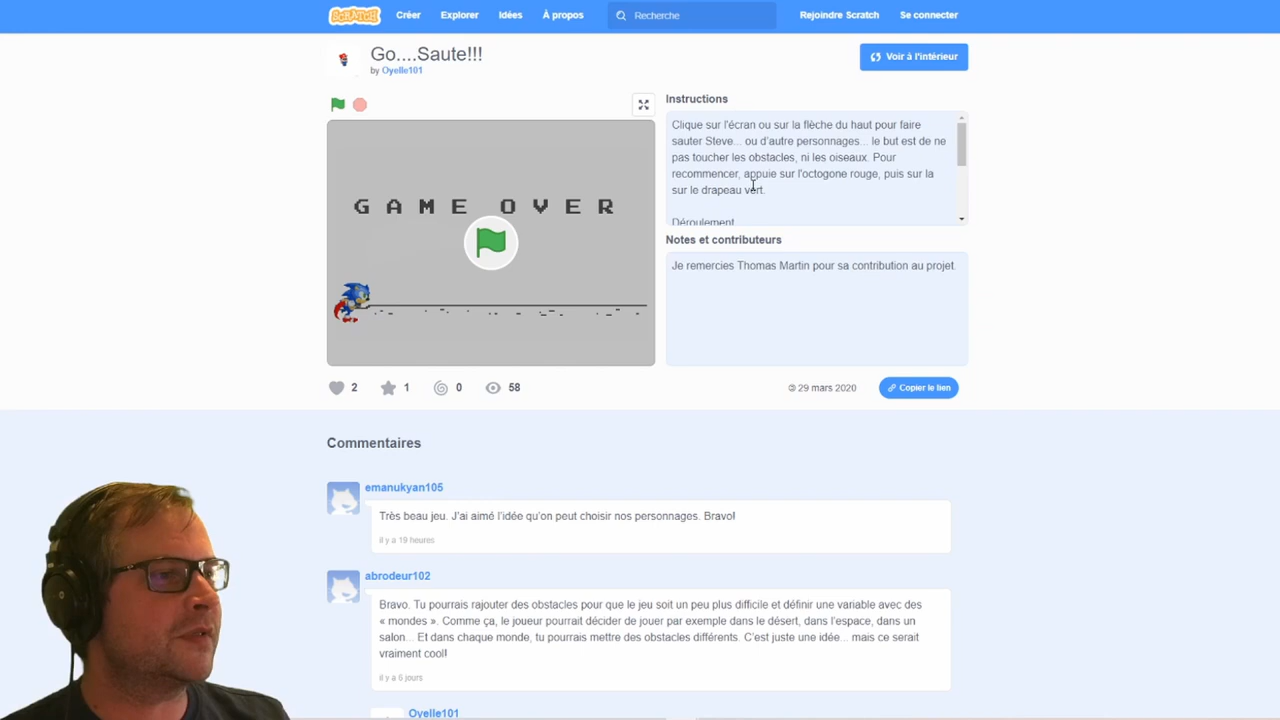 SCRATCH
Créer
Explorer
Idées
À propos
Recherche
Rejoindre Scratch
Se connecter
Go....Saute!!!
by Oyelle101
Voir à l'intérieur
Instructions
Clique sur l'écran ou sur la flèche du haut pour faire
sauter Steve... ou d'autre personnages... le but est de ne
pas toucher les obstacles, ni les oiseaux. Pour
recommencer, appuie sur l'octogone rouge, puis sur la
sur le drapeau vert.
Déroulement
GAME OVER
Notes et contributeurs
Je remercies Thomas Martin pour sa contribution au projet.
2
1
0
58
© 29 mars 2020
Copier le lien
Commentaires
emanukyan105
Très beau jeu. J'ai aimé l'idée qu'on peut choisir nos personnages. Bravo!
il y a 19 heures
abrodeur102
Bravo. Tu pourrais rajouter des obstacles pour que le jeu soit un peu plus difficile et définir une variable avec des
« mondes ». Comme ça, le joueur pourrait décider de jouer par exemple dans le désert, dans l'espace, dans un
salon... Et dans chaque monde, tu pourrais mettre des obstacles différents. C'est juste une idée... mais ce serait
vraiment cool!
il y a 6 jours
Oyelle101